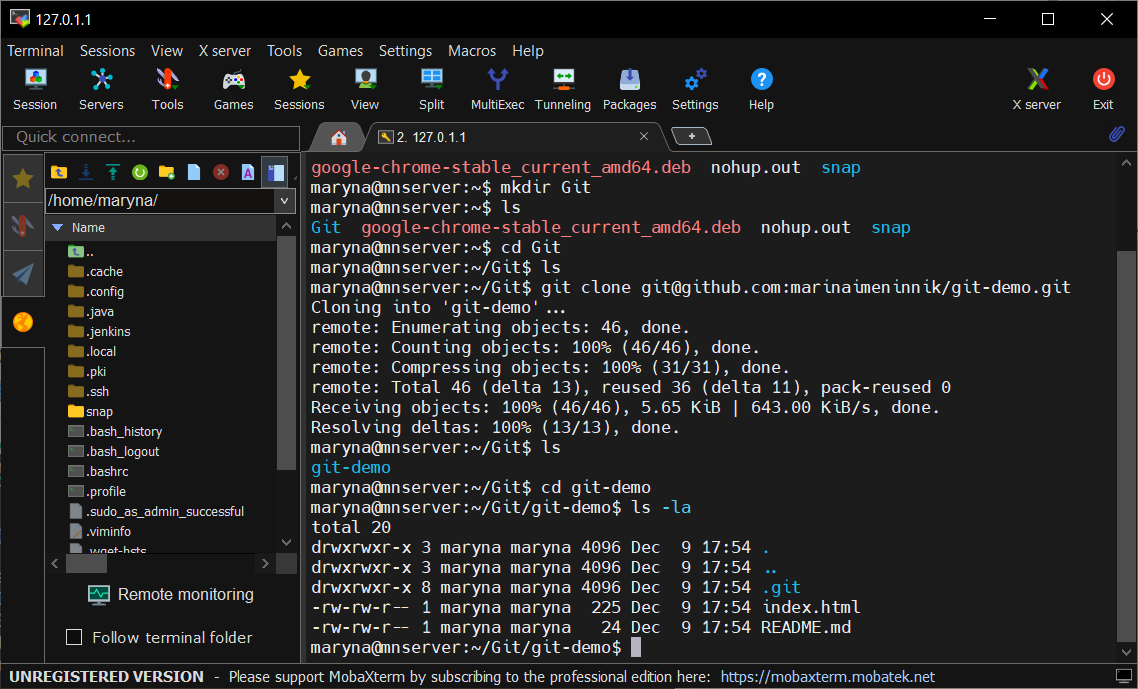 127.0.1.1
Terminal Sessions View X server Tools Games Settings Macros Help
Session Servers Tools Games Sessions View Split MultiExec Tunneling Packages Settings Help X server Exit
Quick connect...
2. 127.0.1.1
/home/maryna/
Name
..
.cache
.config
.java
.jenkins
.local
.pki
.ssh
snap
.bash_history
.bash_logout
.bashrc
.profile
.sudo_as_admin_successful
.viminfo
.wget-hsts
Remote monitoring
Follow terminal folder
google-chrome-stable_current_amd64.deb  nohup.out  snap
maryna@mnserver:~$ mkdir Git
maryna@mnserver:~$ ls
Git  google-chrome-stable_current_amd64.deb  nohup.out  snap
maryna@mnserver:~$ cd Git
maryna@mnserver:~/Git$ ls
maryna@mnserver:~/Git$ git clone git@github.com:marinaimeninnik/git-demo.git
Cloning into 'git-demo'...
remote: Enumerating objects: 46, done.
remote: Counting objects: 100% (46/46), done.
remote: Compressing objects: 100% (31/31), done.
remote: Total 46 (delta 13), reused 36 (delta 11), pack-reused 0
Receiving objects: 100% (46/46), 5.65 KiB | 643.00 KiB/s, done.
Resolving deltas: 100% (13/13), done.
maryna@mnserver:~/Git$ ls
git-demo
maryna@mnserver:~/Git$ cd git-demo
maryna@mnserver:~/Git/git-demo$ ls -la
total 20
drwxrwxr-x 3 maryna maryna 4096 Dec  9 17:54 .
drwxrwxr-x 3 maryna maryna 4096 Dec  9 17:54 ..
drwxrwxr-x 8 maryna maryna 4096 Dec  9 17:54 .git
-rw-rw-r-- 1 maryna maryna  225 Dec  9 17:54 index.html
-rw-rw-r-- 1 maryna maryna   24 Dec  9 17:54 README.md
maryna@mnserver:~/Git/git-demo$
UNREGISTERED VERSION - Please support MobaXterm by subscribing to the professional edition here: https://mobaxterm.mobatek.net